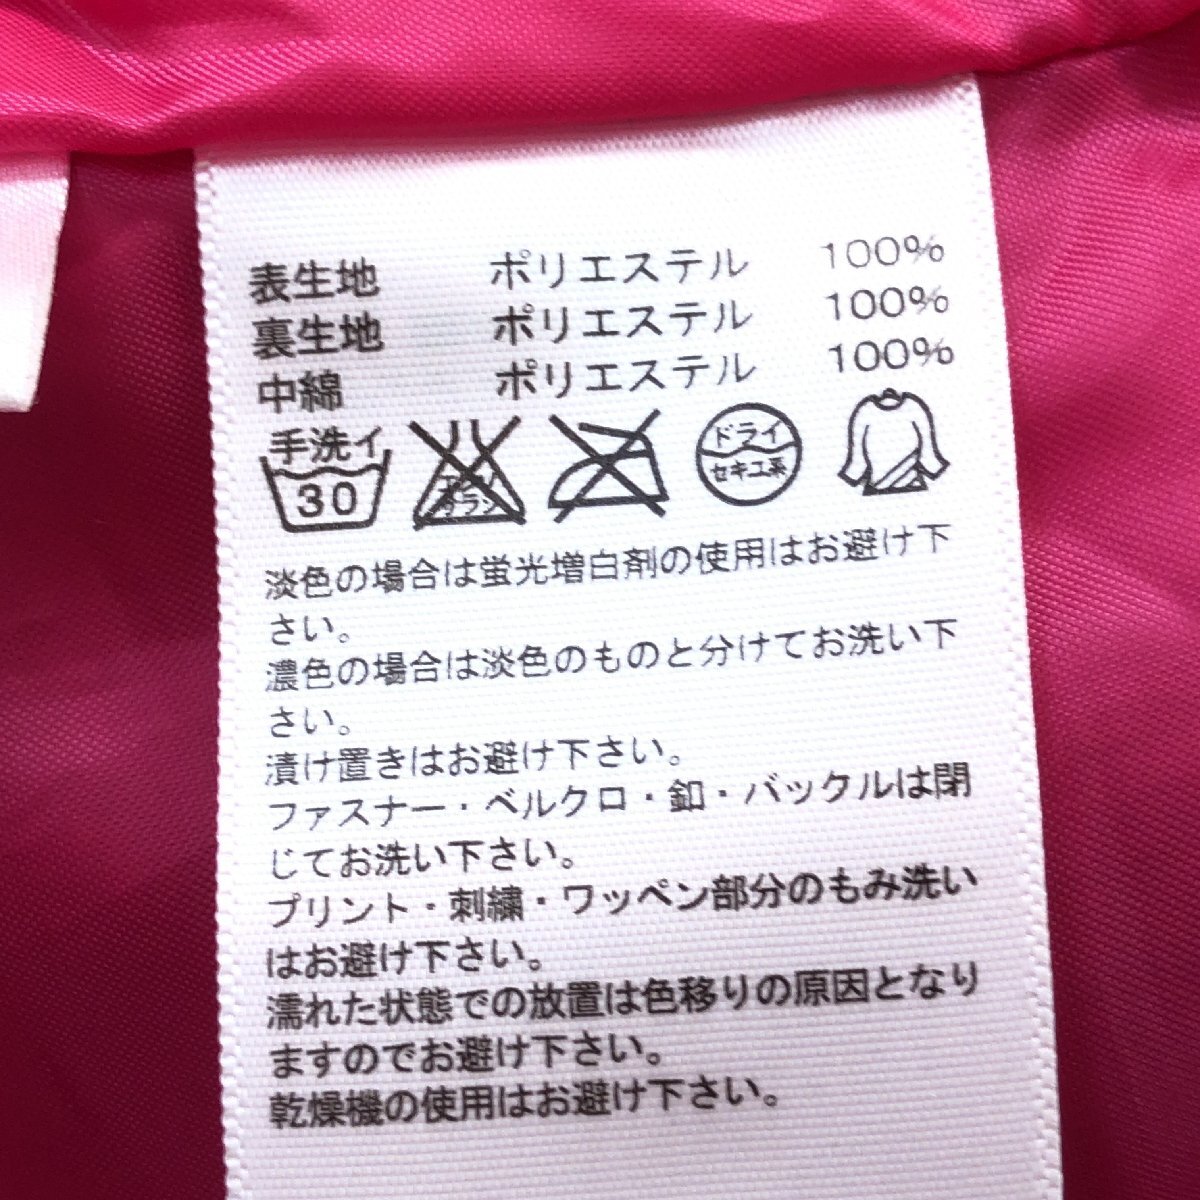 表生地 ポリエステル 100%
裏生地 ポリエステル 100%
中綿 ポリエステル 100%
手洗イ 30 エンソサラシ ドライ セキユ系
淡色の場合は蛍光増白剤の使用はお避け下
さい。
濃色の場合は淡色のものと分けてお洗い下
さい。
漬け置きはお避け下さい。
ファスナー・ベルクロ・釦・バックルは閉
じてお洗い下さい。
プリント・刺繍・ワッペン部分のもみ洗い
はお避け下さい。
濡れた状態での放置は色移りの原因となり
ますのでお避け下さい。
乾燥機の使用はお避け下さい。